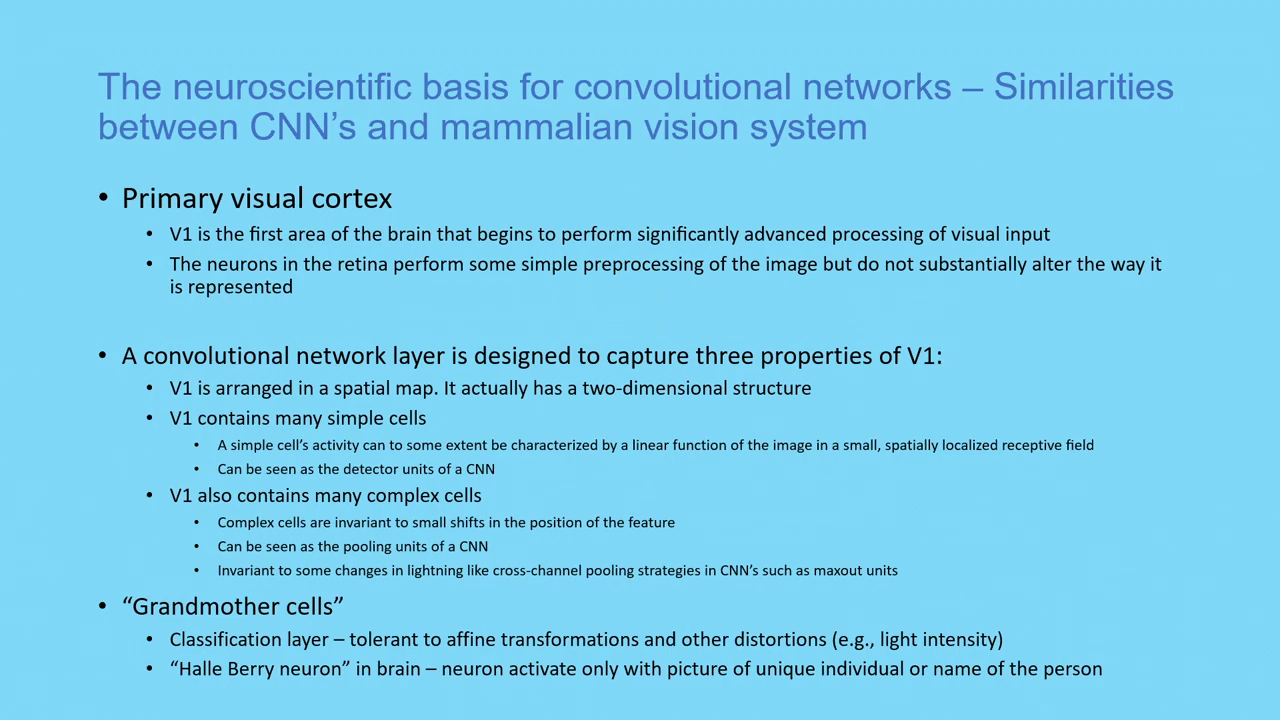 The neuroscientific basis for convolutional networks – Similarities
between CNN’s and mammalian vision system
• Primary visual cortex
• V1 is the first area of the brain that begins to perform significantly advanced processing of visual input
• The neurons in the retina perform some simple preprocessing of the image but do not substantially alter the way it
is represented
• A convolutional network layer is designed to capture three properties of V1:
• V1 is arranged in a spatial map. It actually has a two-dimensional structure
• V1 contains many simple cells
• A simple cell’s activity can to some extent be characterized by a linear function of the image in a small, spatially localized receptive field
• Can be seen as the detector units of a CNN
• V1 also contains many complex cells
• Complex cells are invariant to small shifts in the position of the feature
• Can be seen as the pooling units of a CNN
• Invariant to some changes in lightning like cross-channel pooling strategies in CNN’s such as maxout units
• “Grandmother cells”
• Classification layer – tolerant to affine transformations and other distortions (e.g., light intensity)
• “Halle Berry neuron” in brain – neuron activate only with picture of unique individual or name of the person